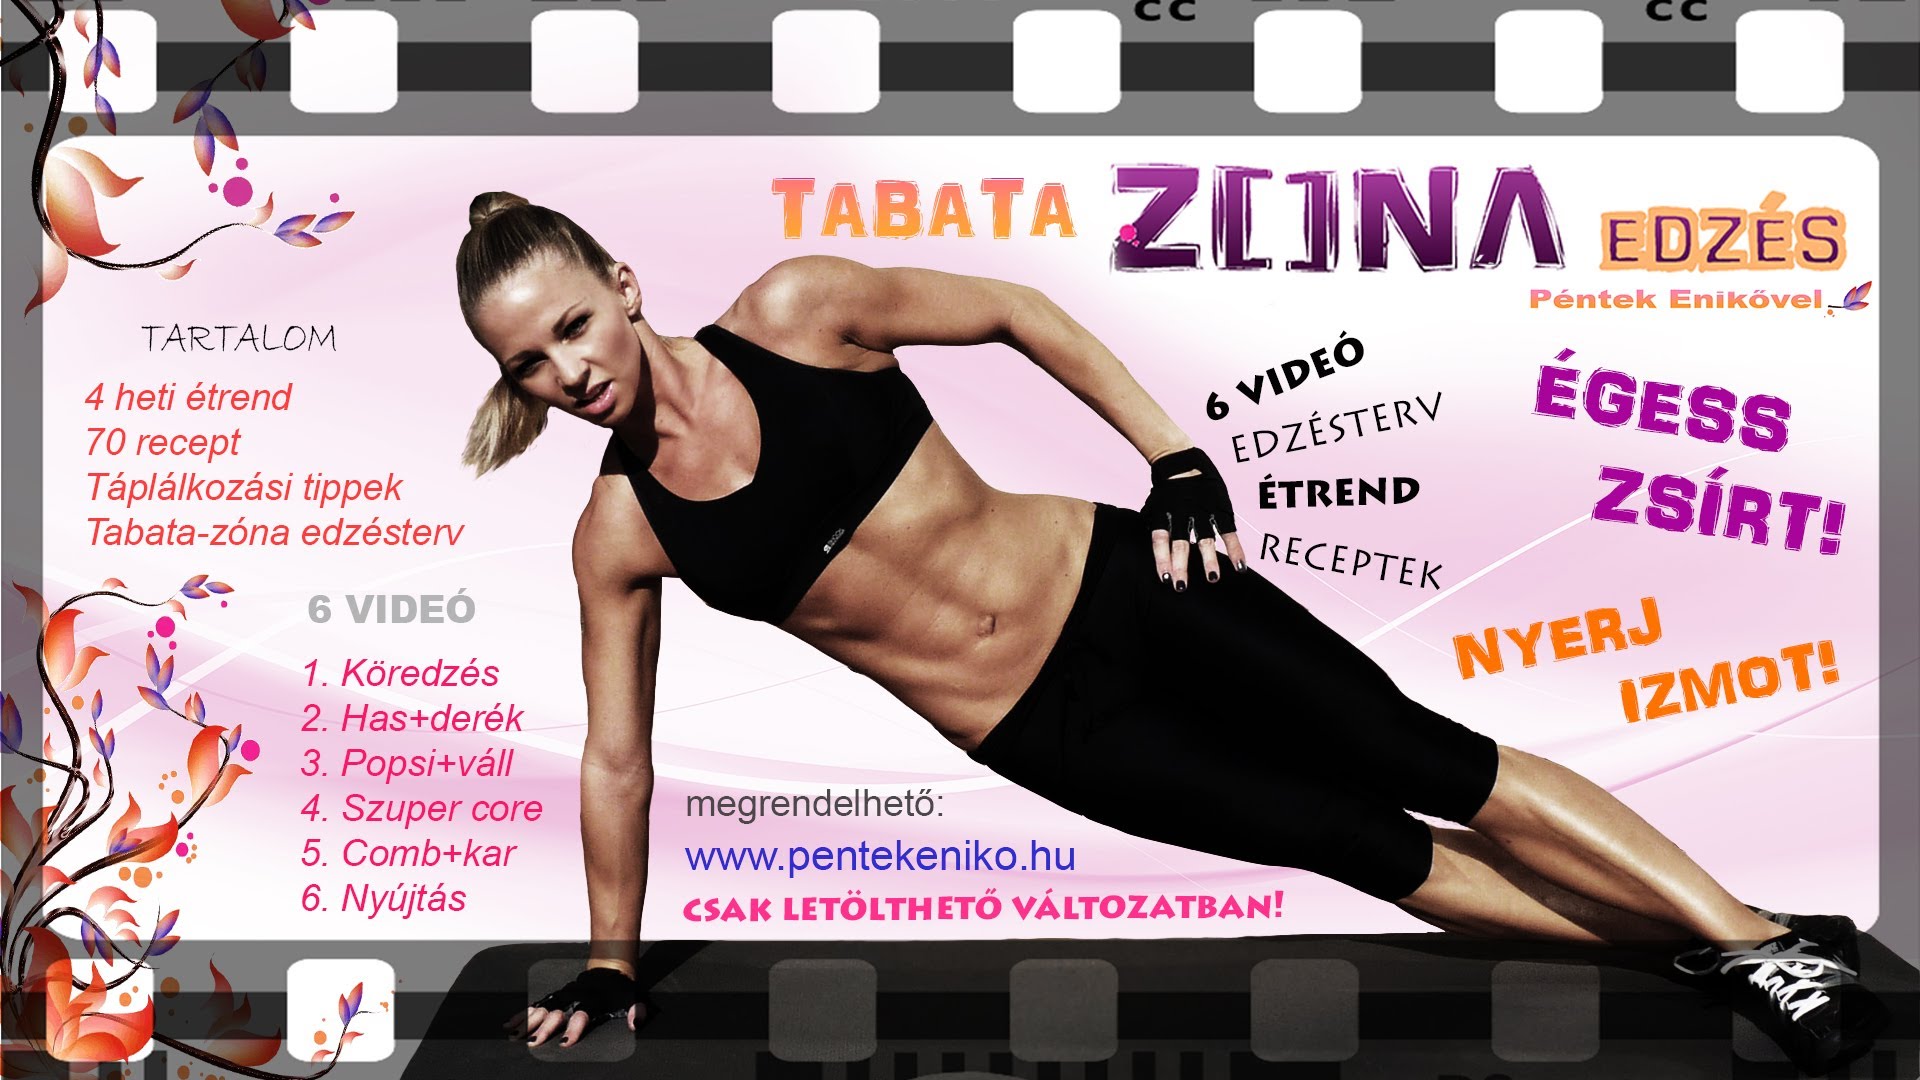 CC CC
TABATA ZONA EDZÉS
Péntek Enikővel
TARTALOM
4 heti étrend
70 recept
Táplálkozási tippek
Tabata-zóna edzésterv
6 VIDEÓ
1. Köredzés
2. Has+derék
3. Popsi+váll
4. Szuper core
5. Comb+kar
6. Nyújtás
6 VIDEÓ
EDZÉSTERV
ÉTREND
RECEPTEK
ÉGESS
ZSÍRT!
NYERJ
IZMOT!
megrendelhető:
www.pentekeniko.hu
CSAK LETÖLTHETŐ VÁLTOZATBAN!